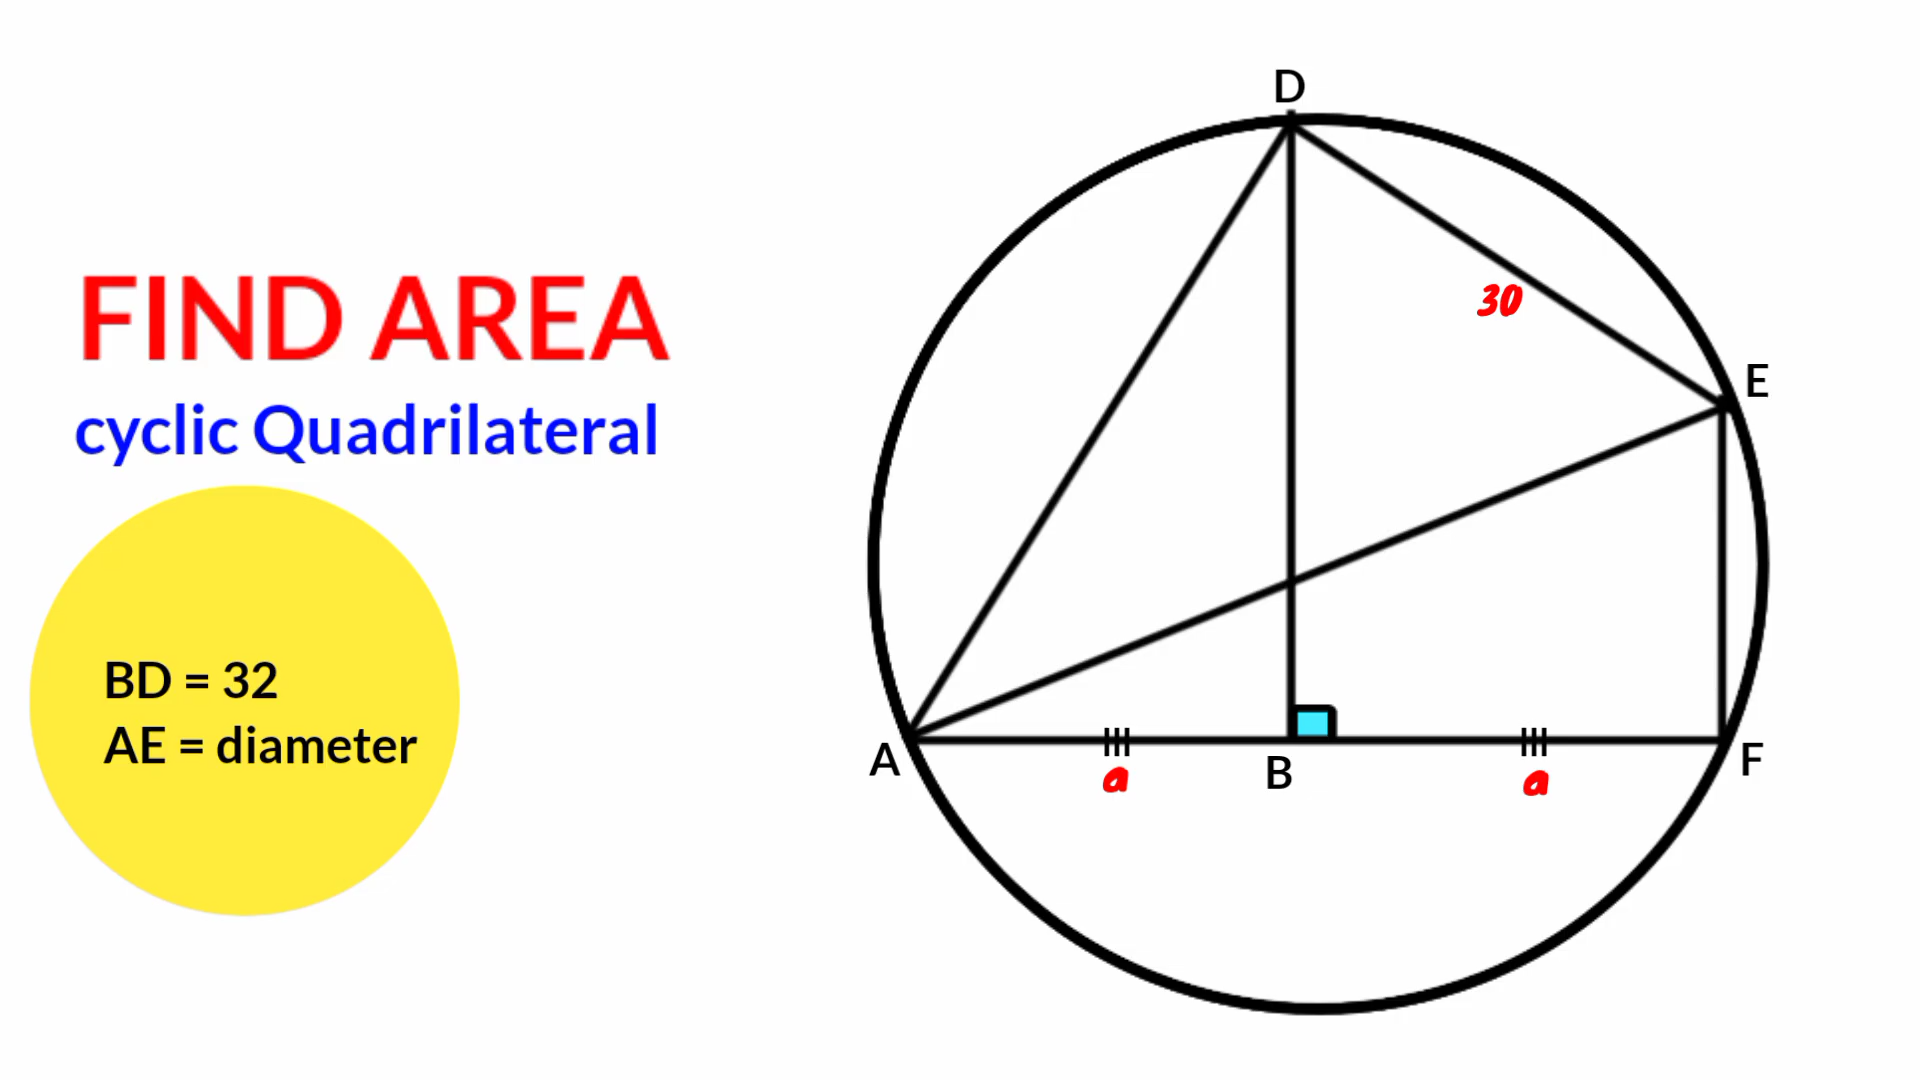 FIND AREA
cyclic Quadrilateral
BD = 32
AE = diameter
D
30
E
A
B
F
a
a